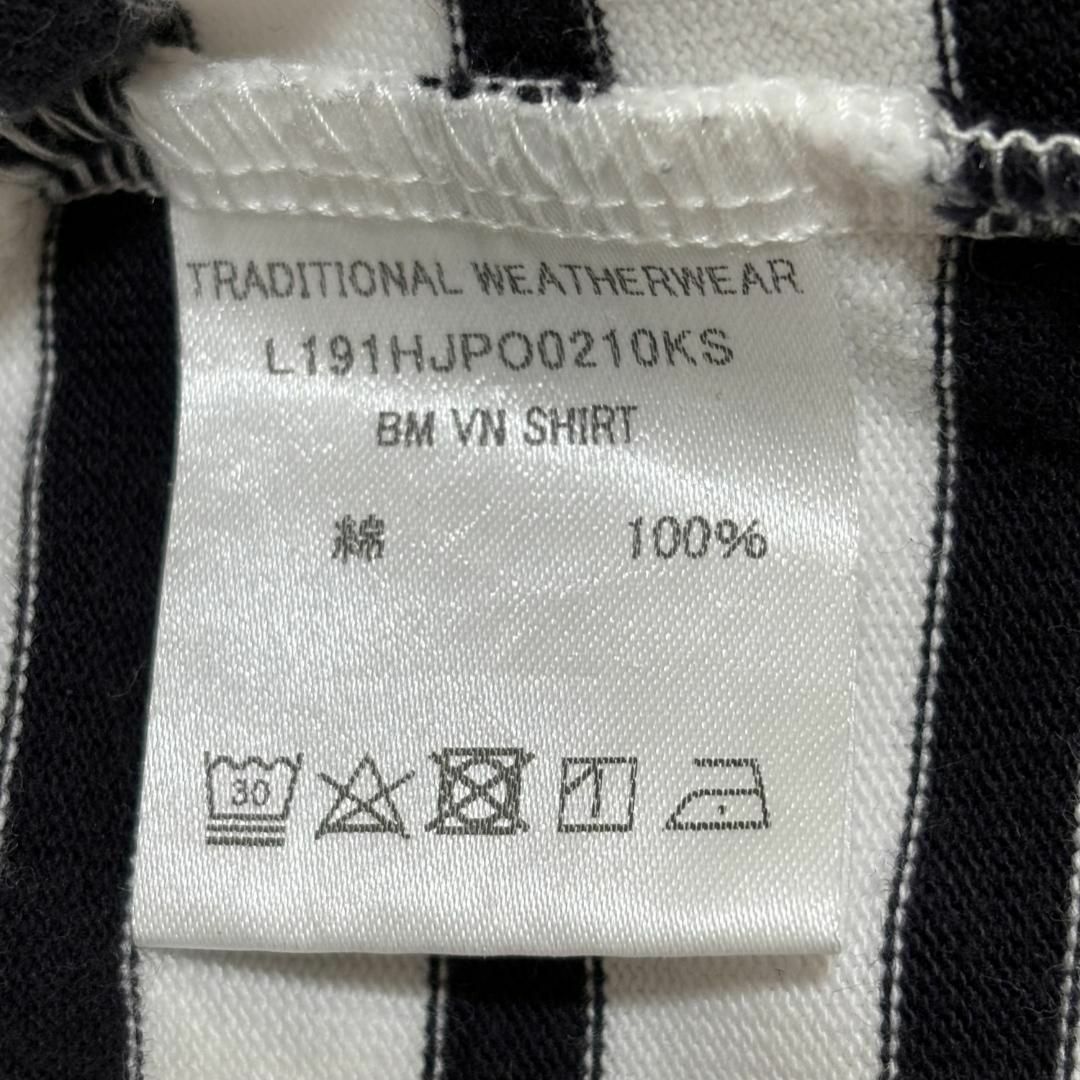 TRADITIONAL WEATHERWEAR
L191HJPO0210KS
BM VN SHIRT
綿 100%
30